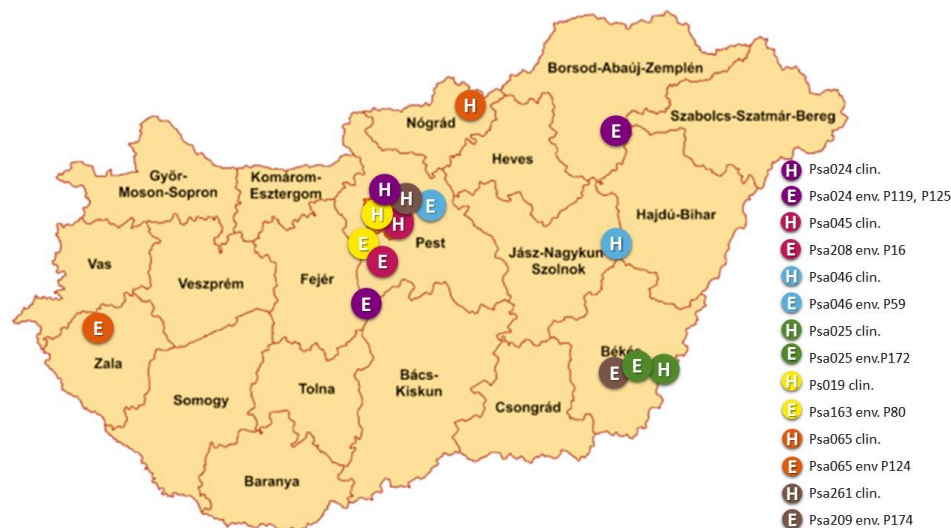 Borsod-Abaúj-Zemplén
Szabolcs-Szatmár-Bereg
H
Nógrád
E
Heves
Győr-
Moson-Sopron
Komárom-
Esztergom
H
H
E
H
H
Pest
E
E
Hajdú-Bihar
H
Jász-Nagykun
Szolnok
Vas
Veszprém
Fejér
E
E
Zala
Békés
E
E
H
Bács-
Kiskun
Tolna
Somogy
Csongrád
Baranya
H Psa024 clin.
E Psa024 env. P119, P125
H Psa045 clin.
E Psa208 env. P16
H Psa046 clin.
E Psa046 env. P59
H Psa025 clin.
E Psa025 env.P172
H Ps019 clin.
E Psa163 env. P80
H Psa065 clin.
E Psa065 env P124
H Psa261 clin.
E Psa209 env. P174